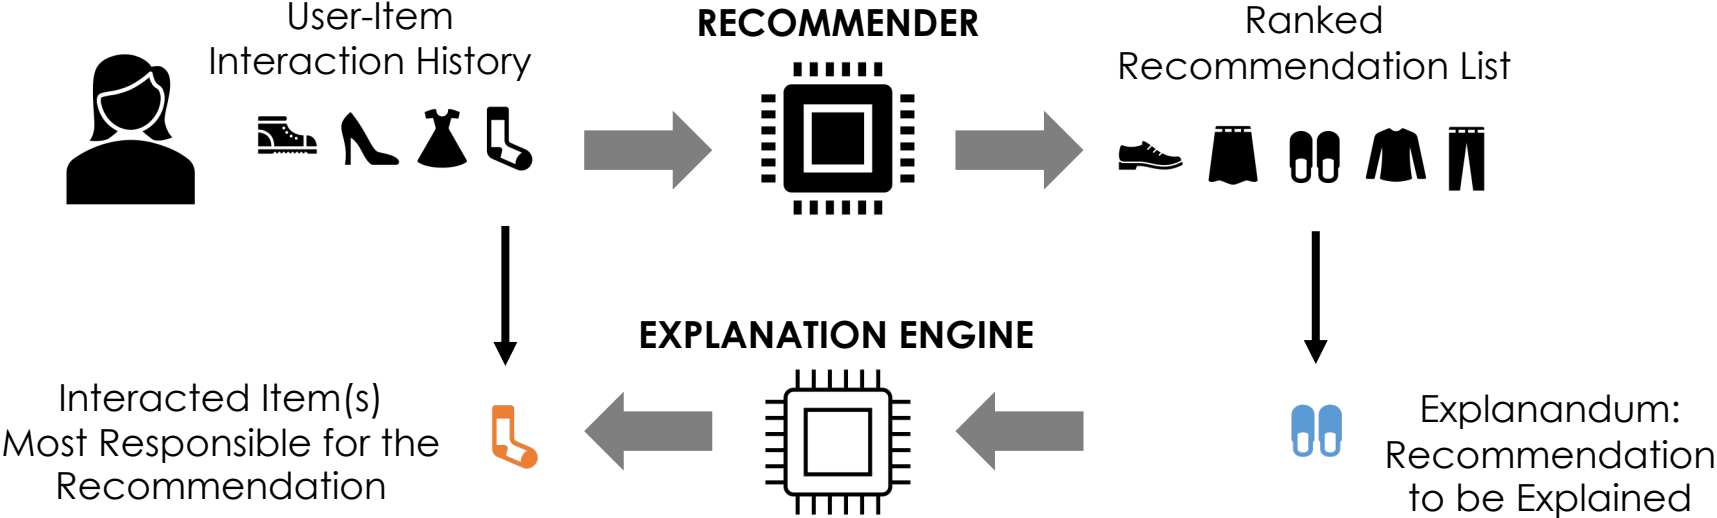 User-Item
Interaction History
RECOMMENDER
Ranked
Recommendation List
EXPLANATION ENGINE
Interacted Item(s)
Most Responsible for the
Recommendation
Explanandum:
Recommendation
to be Explained